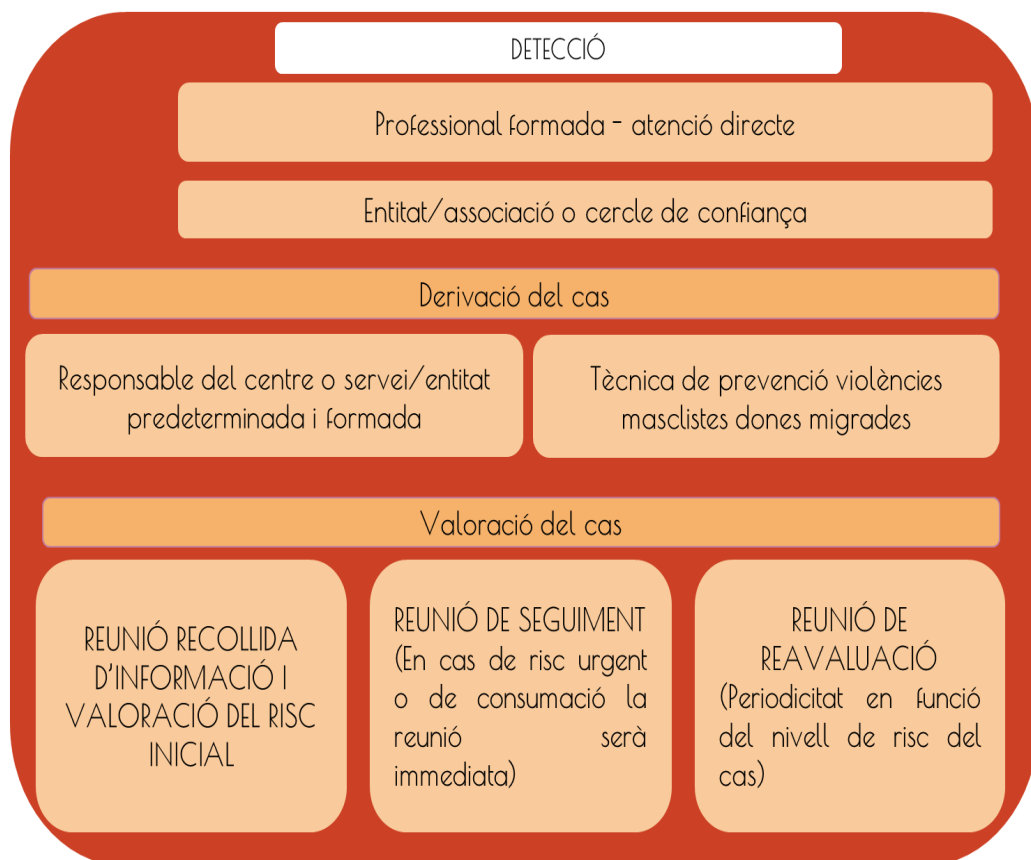 DETECCIÓ
Professional formada - atenció directe
Entitat/associació o cercle de confiança
Derivació del cas
Responsable del centre o servei/entitat
predeterminada i formada
Tècnica de prevenció violències
masclistes dones migrades
Valoració del cas
REUNIÓ RECOLLIDA
D'INFORMACIÓ I
VALORACIÓ DEL RISC
INICIAL
REUNIÓ DE SEGUIMENT
(En cas de risc urgent
o de consumació la
reunió serà
immediata)
REUNIÓ DE
REAVALUACIÓ
(Periodicitat en funció
del nivell de risc del
cas)